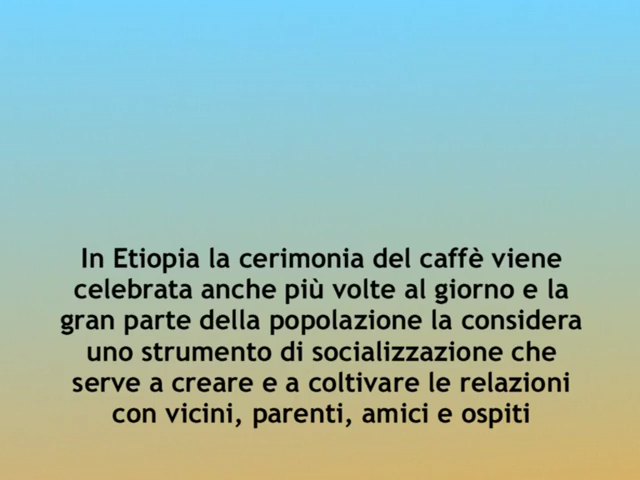 In Etiopia la cerimonia del caffè viene
celebrata anche più volte al giorno e la
gran parte della popolazione la considera
uno strumento di socializzazione che
serve a creare e a coltivare le relazioni
con vicini, parenti, amici e ospiti